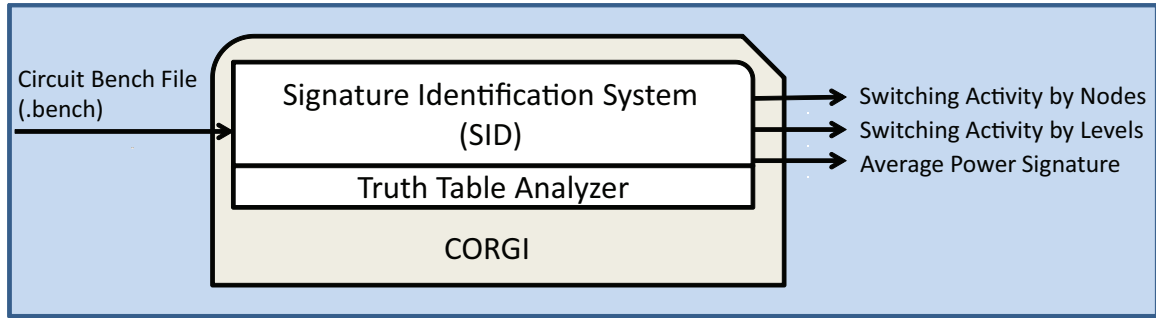 Circuit Bench File
(.bench)
Signature Identification System
(SID)
Truth Table Analyzer
CORGI
Switching Activity by Nodes
Switching Activity by Levels
Average Power Signature